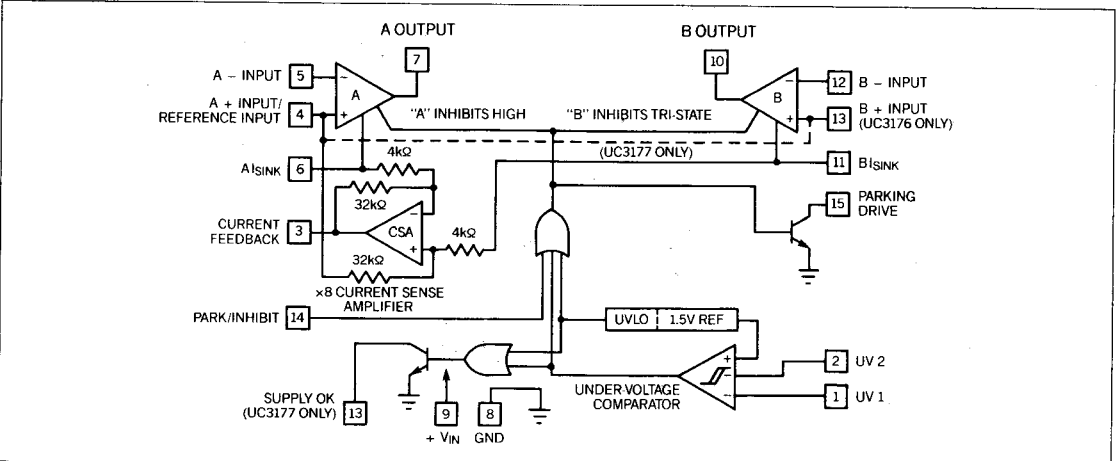 A OUTPUT
B OUTPUT
7
10
A – INPUT 5
– A +
– B +
12 B – INPUT
A + INPUT/
REFERENCE INPUT
4
13 B + INPUT
(UC3176 ONLY)
"A" INHIBITS HIGH
"B" INHIBITS TRI-STATE
(UC3177 ONLY)
AISINK 6
4kΩ
11 BISINK
32kΩ
15 PARKING
DRIVE
CURRENT
FEEDBACK
3
– CSA +
4kΩ
32kΩ
×8 CURRENT SENSE
AMPLIFIER
PARK/INHIBIT 14
UVLO 1.5V REF
+ – –
2 UV 2
1 UV 1
UNDER-VOLTAGE
COMPARATOR
SUPPLY OK
(UC3177 ONLY)
13
9
8
+ VIN
GND